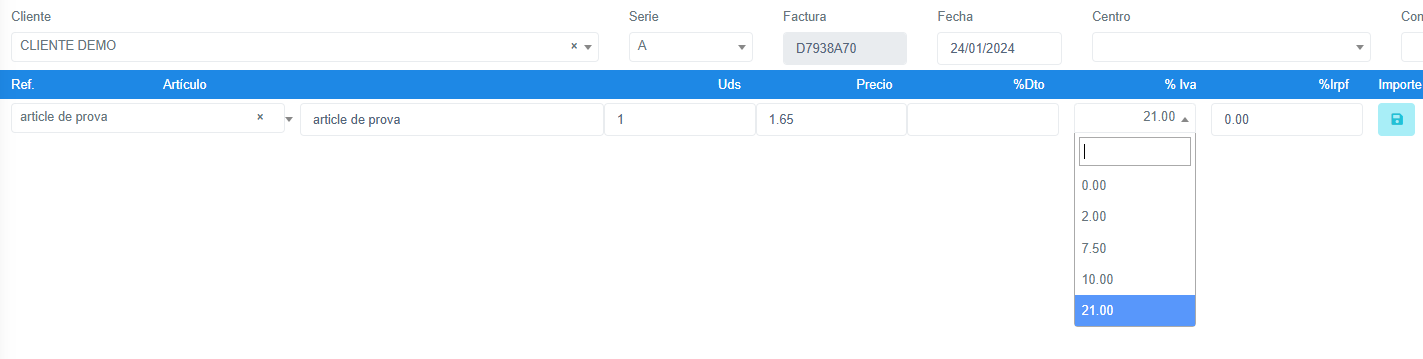 Cliente Serie Factura Fecha Centro Con
CLIENTE DEMO × A D7938A70 24/01/2024
Ref. Artículo Uds Precio %Dto % Iva %Irpf Importe
article de prova × article de prova 1 1.65 21.00 0.00
0.00
2.00
7.50
10.00
21.00